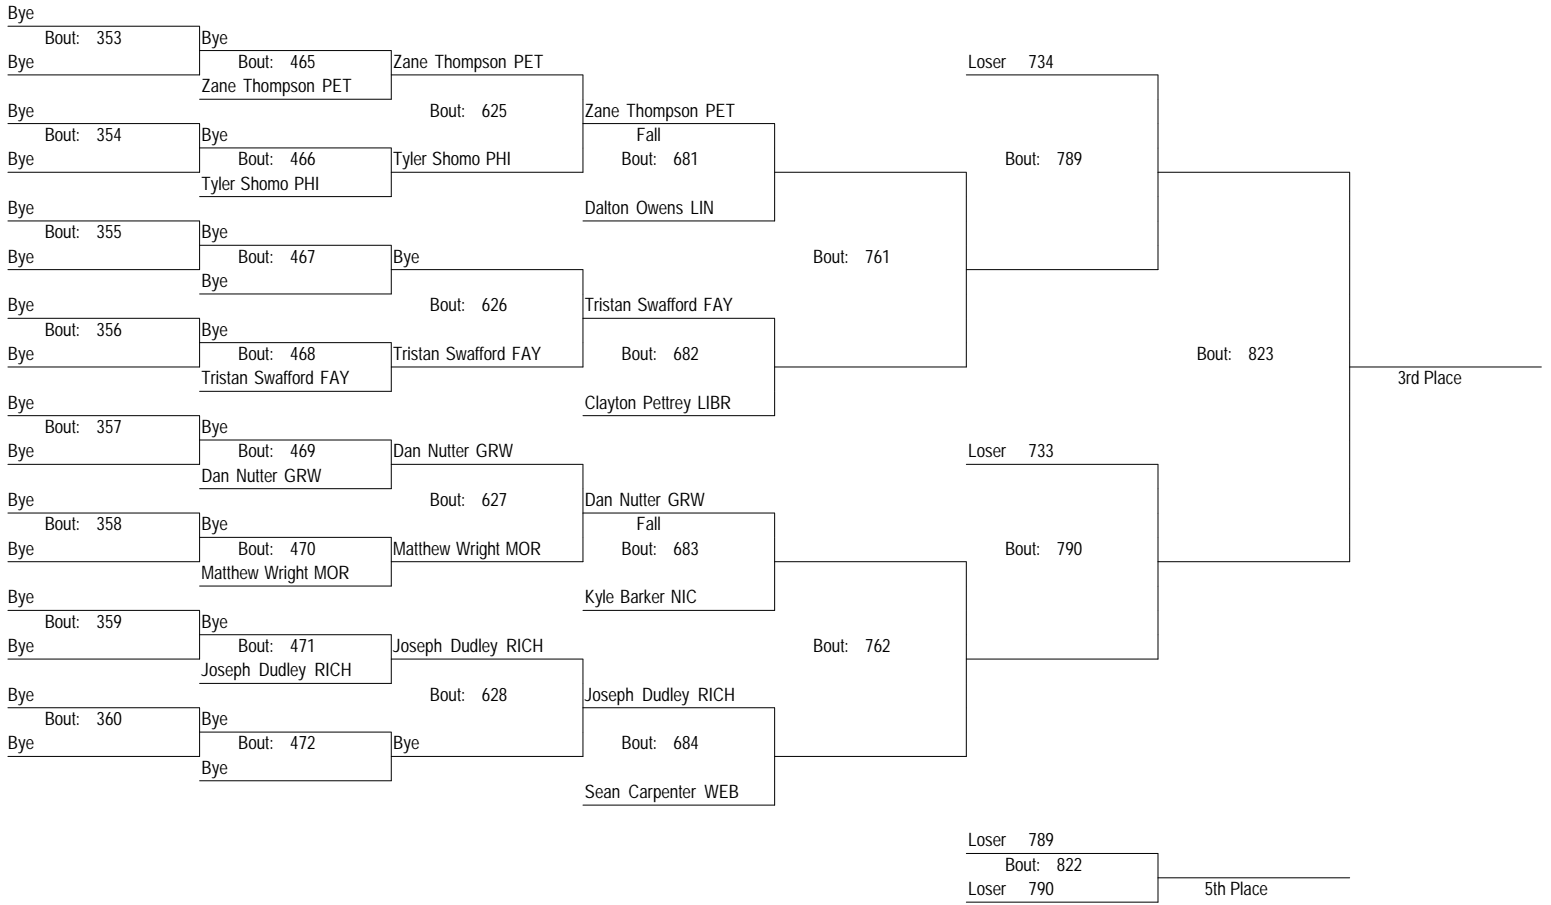 Bye
Bout: 353
Bye
Bye
Bout: 465
Zane Thompson PET
Zane Thompson PET
Bout: 625
Bye
Bout: 354
Bye
Bye
Bout: 466
Tyler Shomo PHI
Tyler Shomo PHI
Zane Thompson PET
Fall
Bout: 681
Dalton Owens LIN
Bye
Bout: 355
Bye
Bye
Bout: 467
Bye
Bye
Bout: 626
Bye
Bout: 356
Bye
Bye
Bout: 468
Tristan Swafford FAY
Tristan Swafford FAY
Tristan Swafford FAY
Bout: 682
Clayton Pettrey LIBR
Bout: 761
Bye
Bout: 357
Bye
Bye
Bout: 469
Dan Nutter GRW
Dan Nutter GRW
Bout: 627
Bye
Bout: 358
Bye
Bye
Bout: 470
Matthew Wright MOR
Matthew Wright MOR
Dan Nutter GRW
Fall
Bout: 683
Kyle Barker NIC
Bye
Bout: 359
Bye
Bye
Bout: 471
Joseph Dudley RICH
Joseph Dudley RICH
Bout: 628
Bye
Bout: 360
Bye
Bye
Bout: 472
Bye
Bye
Joseph Dudley RICH
Bout: 684
Sean Carpenter WEB
Bout: 762
Loser 734
Bout: 789
Loser 733
Bout: 790
Bout: 823
3rd Place
Loser 789
Bout: 822
Loser 790
5th Place